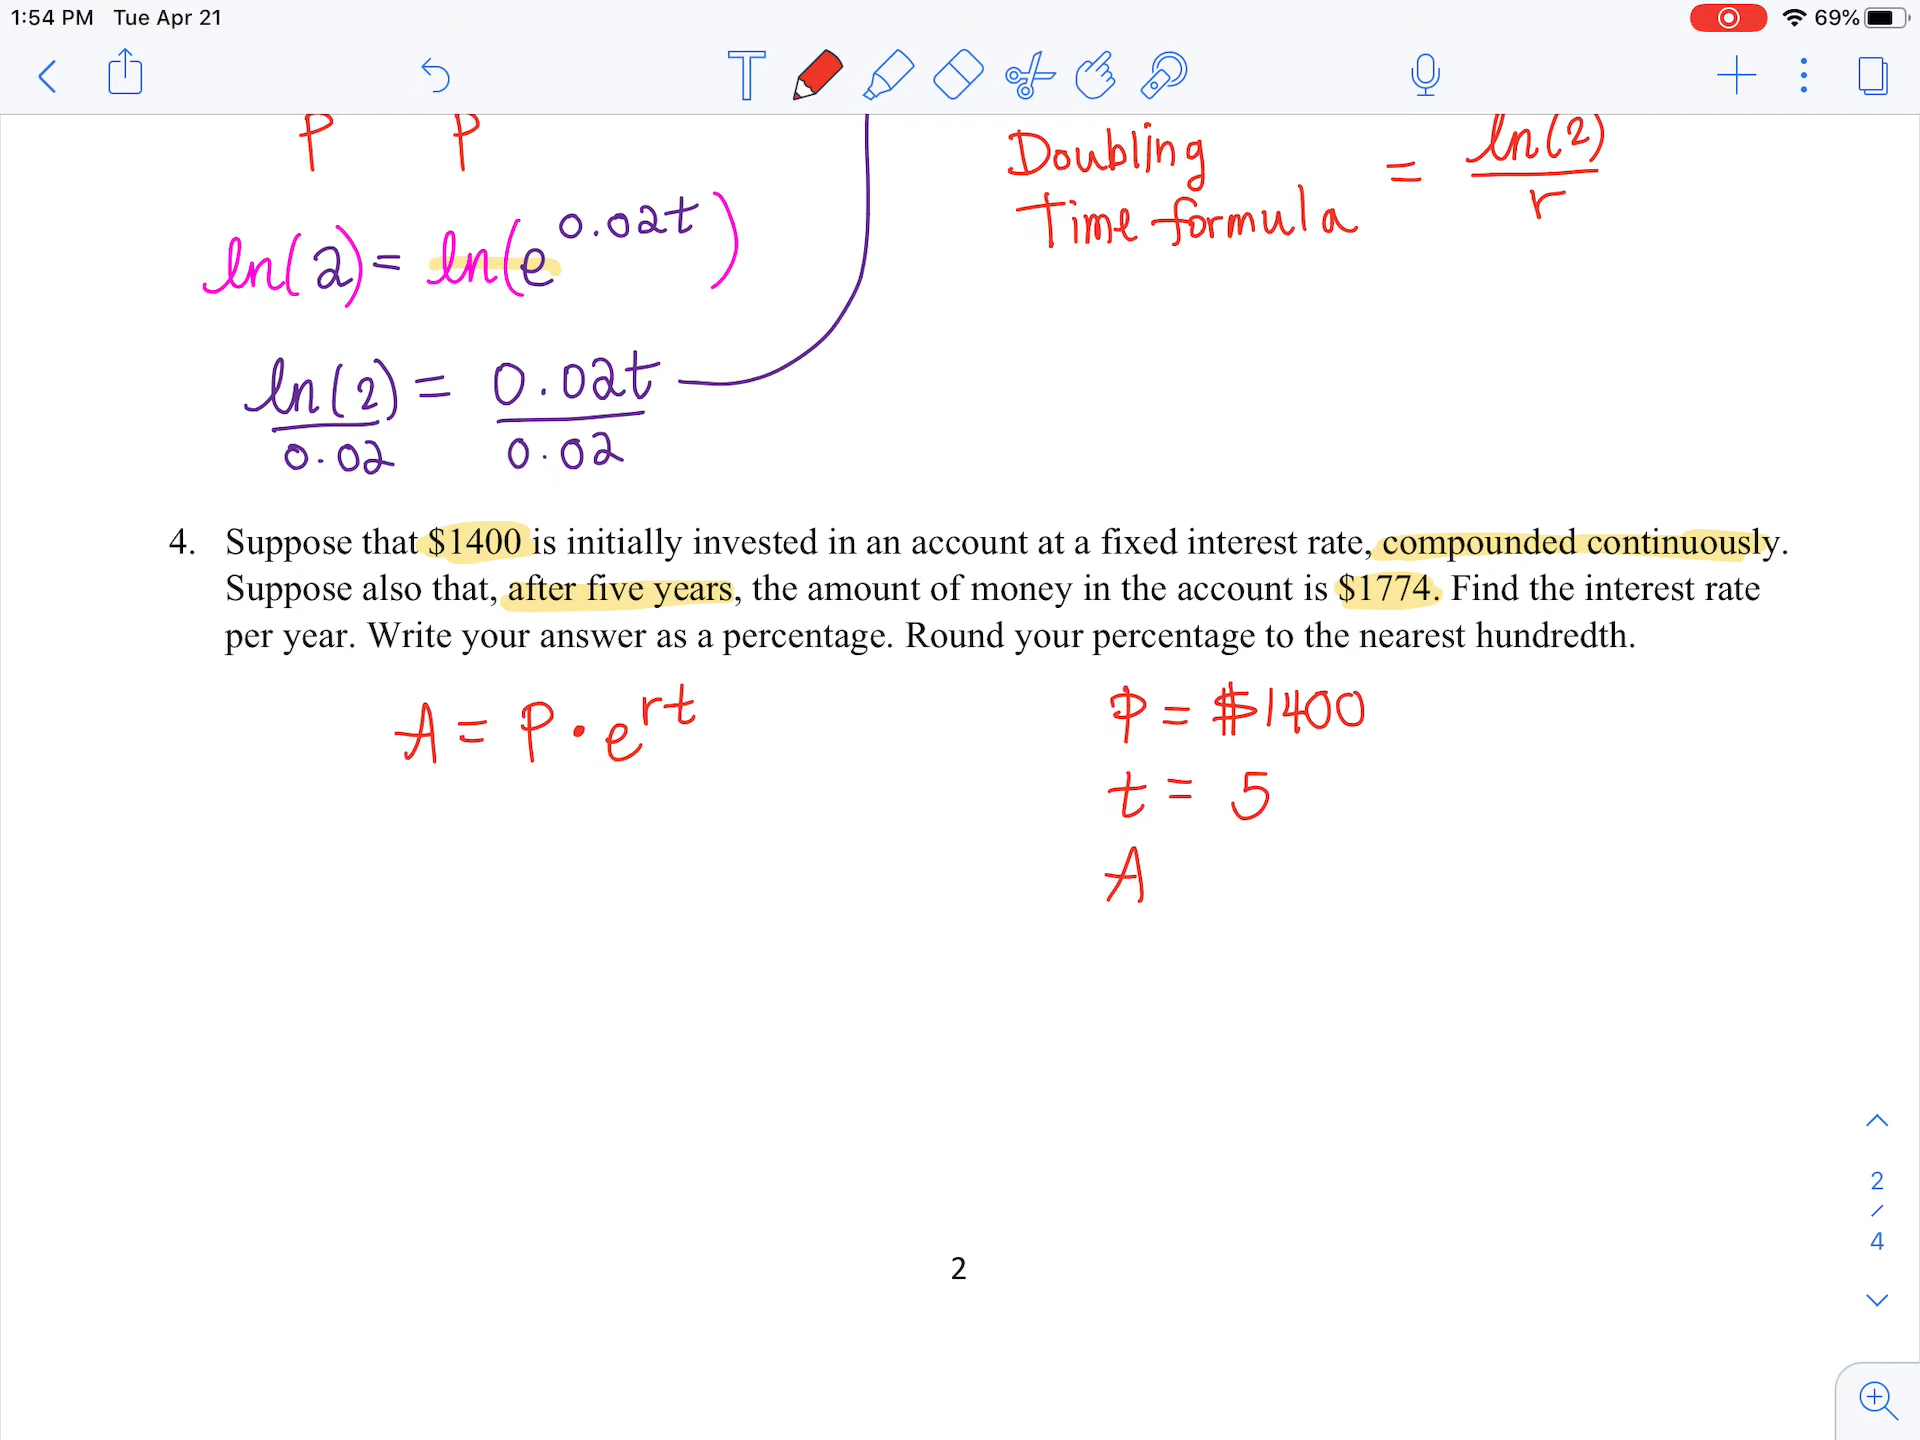 1:54 PM Tue Apr 21
69%
T
P P
Doubling
Time formula = ln(2)
r
ln(2) = ln(e^0.02t)
ln(2) = 0.02t
0.02 0.02
4. Suppose that $1400 is initially invested in an account at a fixed interest rate, compounded continuously.
Suppose also that, after five years, the amount of money in the account is $1774. Find the interest rate
per year. Write your answer as a percentage. Round your percentage to the nearest hundredth.
A = P · e^rt
P = $1400
t = 5
A
2
/
4
2